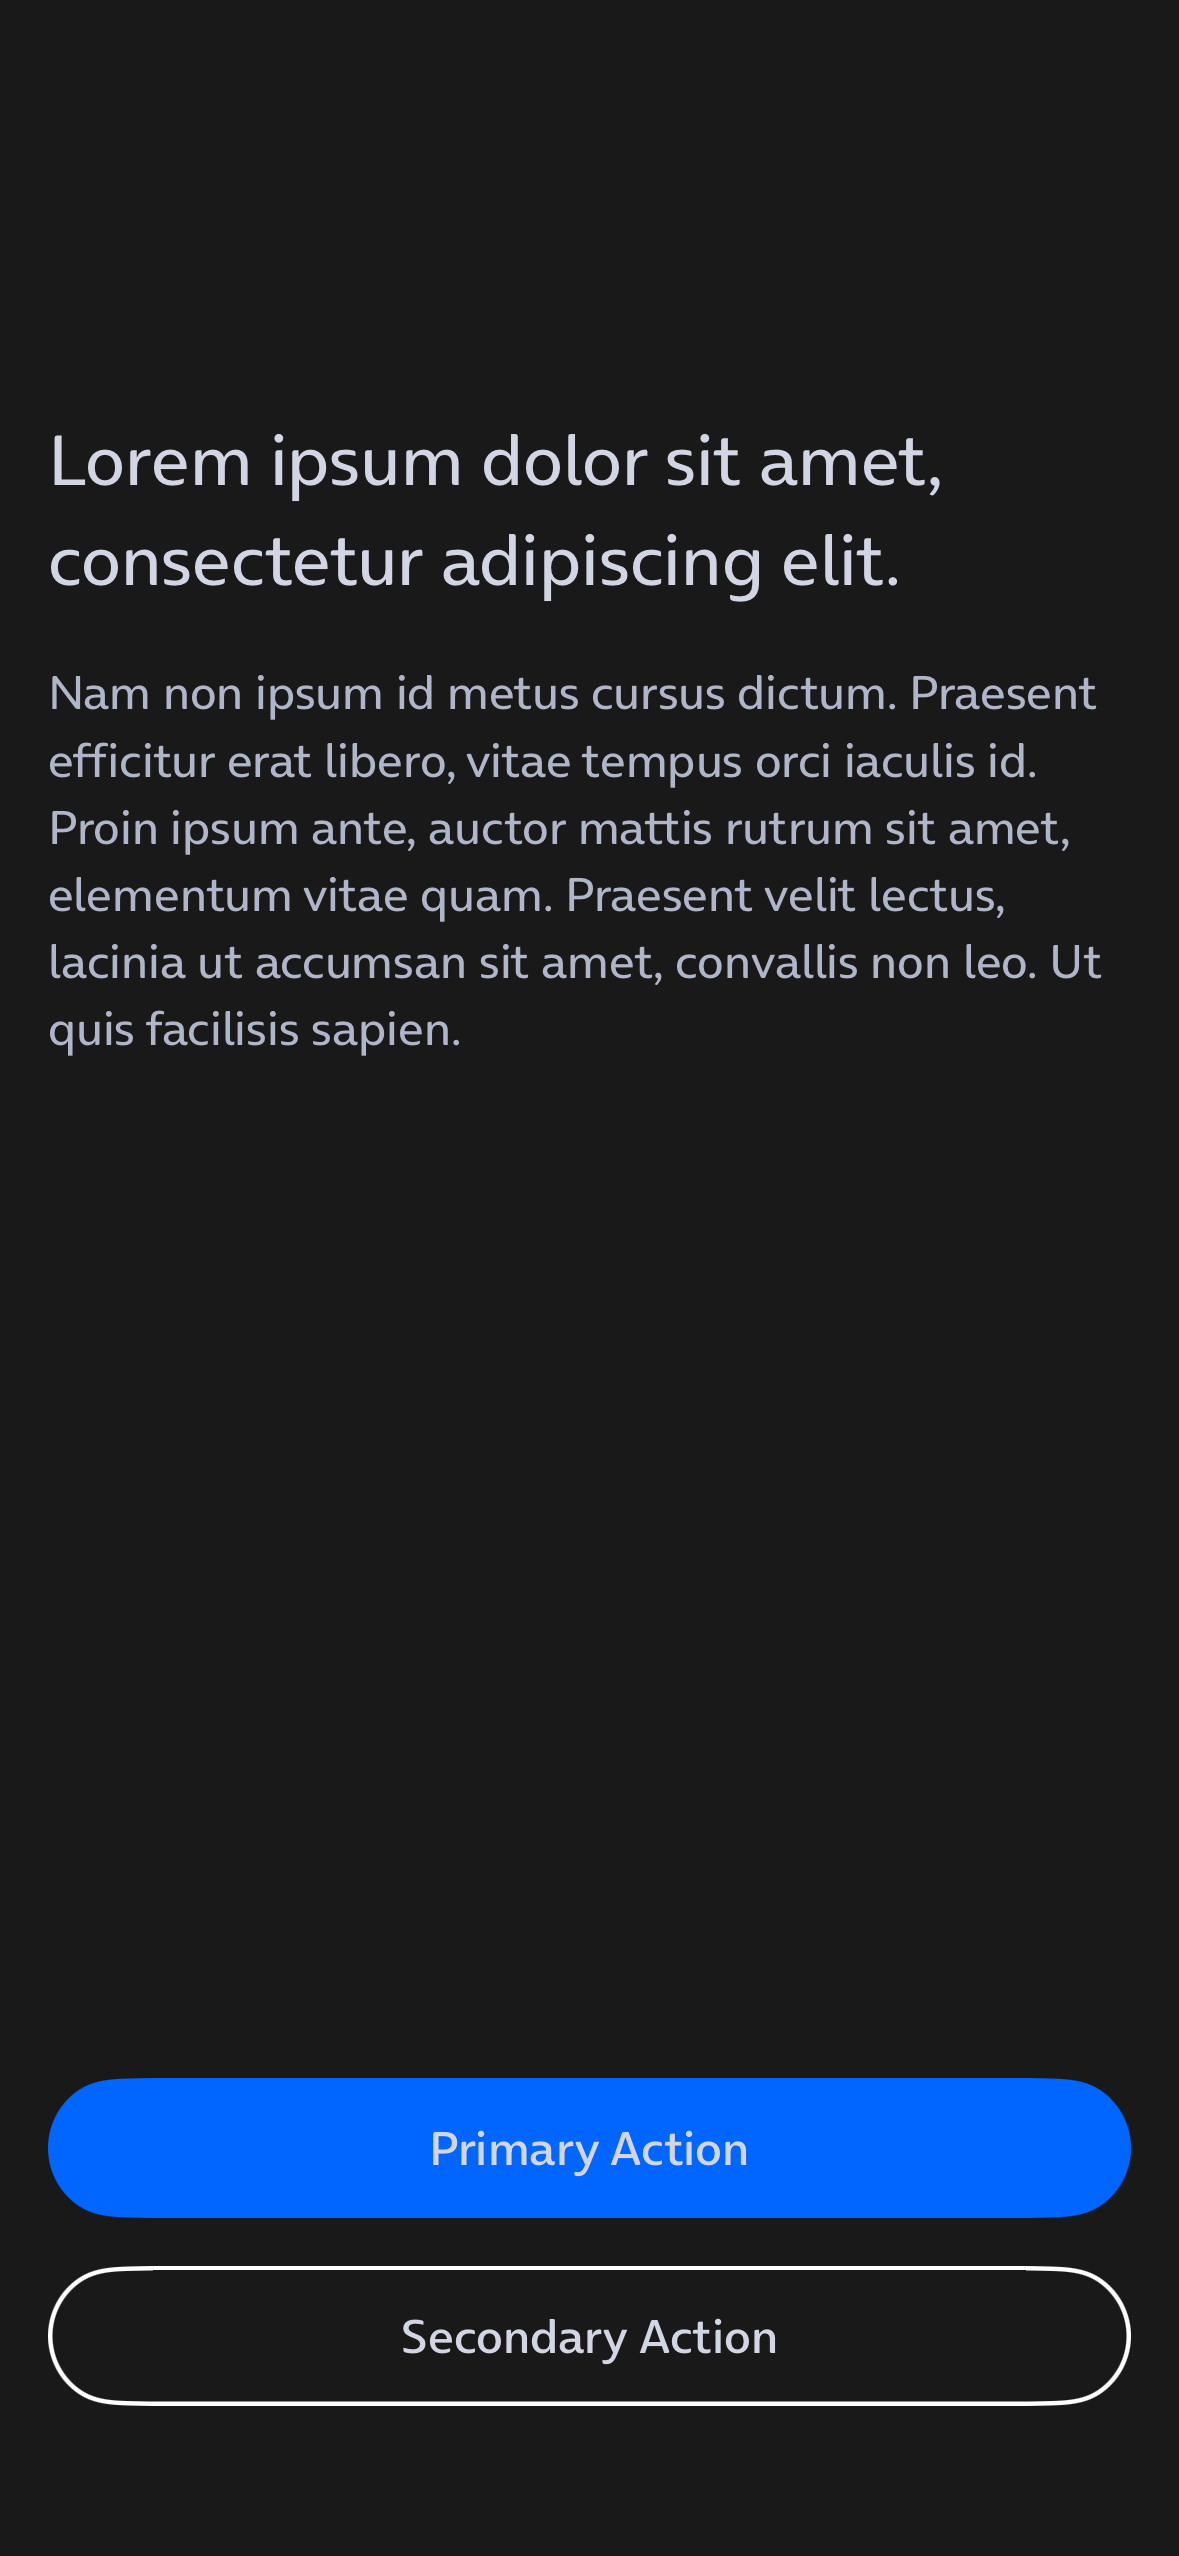 Lorem ipsum dolor sit amet,
consectetur adipiscing elit.
Nam non ipsum id metus cursus dictum. Praesent
efficitur erat libero, vitae tempus orci iaculis id.
Proin ipsum ante, auctor mattis rutrum sit amet,
elementum vitae quam. Praesent velit lectus,
lacinia ut accumsan sit amet, convallis non leo. Ut
quis facilisis sapien.
Primary Action
Secondary Action